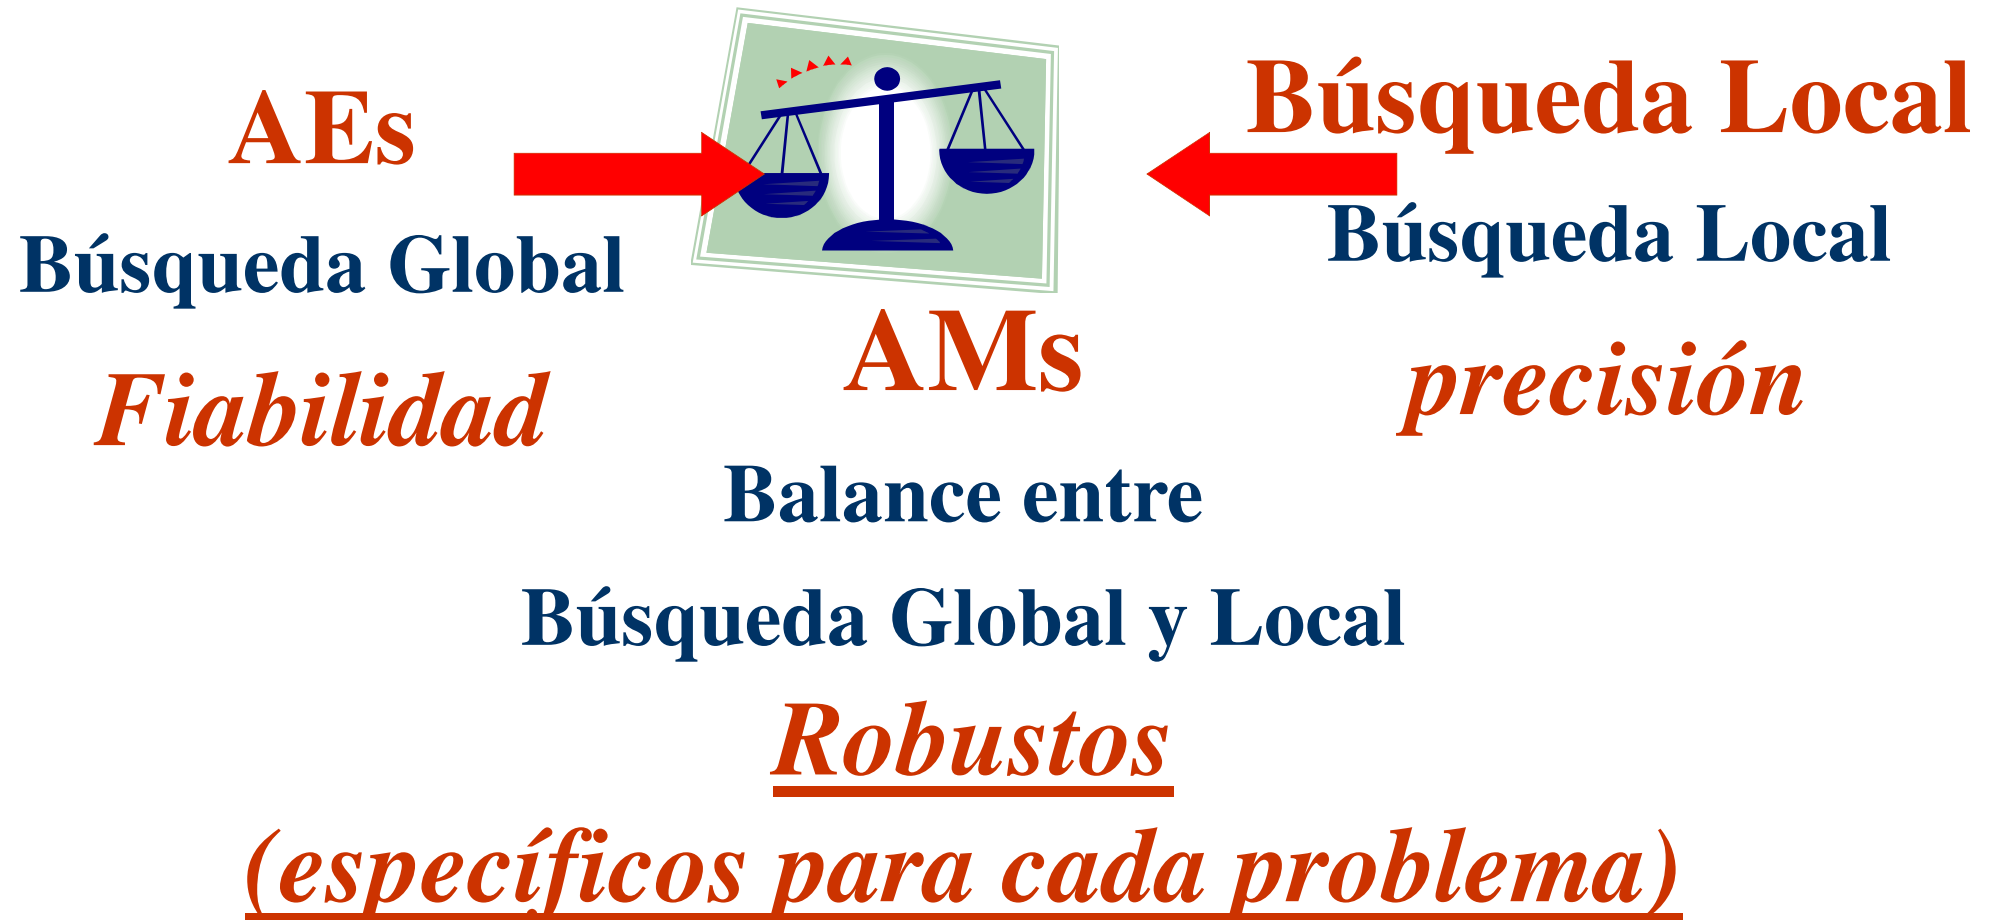 AEs
Búsqueda Global
Fiabilidad
Búsqueda Local
Búsqueda Local
precisión
AMs
Balance entre
Búsqueda Global y Local
Robustos
(específicos para cada problema)